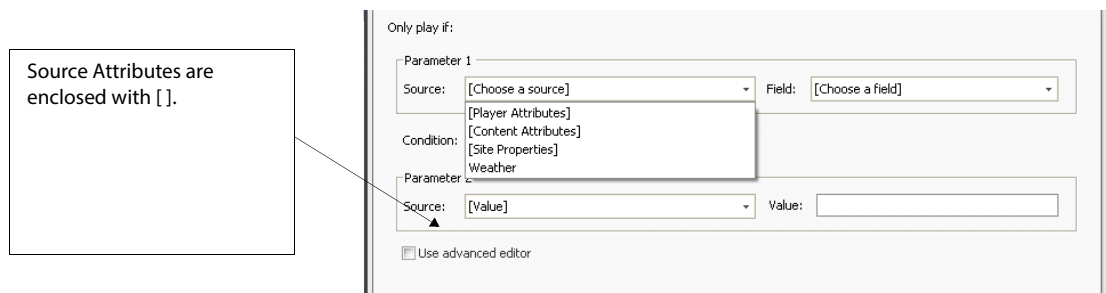 Source Attributes are
enclosed with [ ].
Only play if:
Parameter 1
Source: [Choose a source] Field: [Choose a field]
[Player Attributes]
[Content Attributes]
Condition:
[Site Properties]
Weather
Parameter
Source: [Value] Value:
Use advanced editor